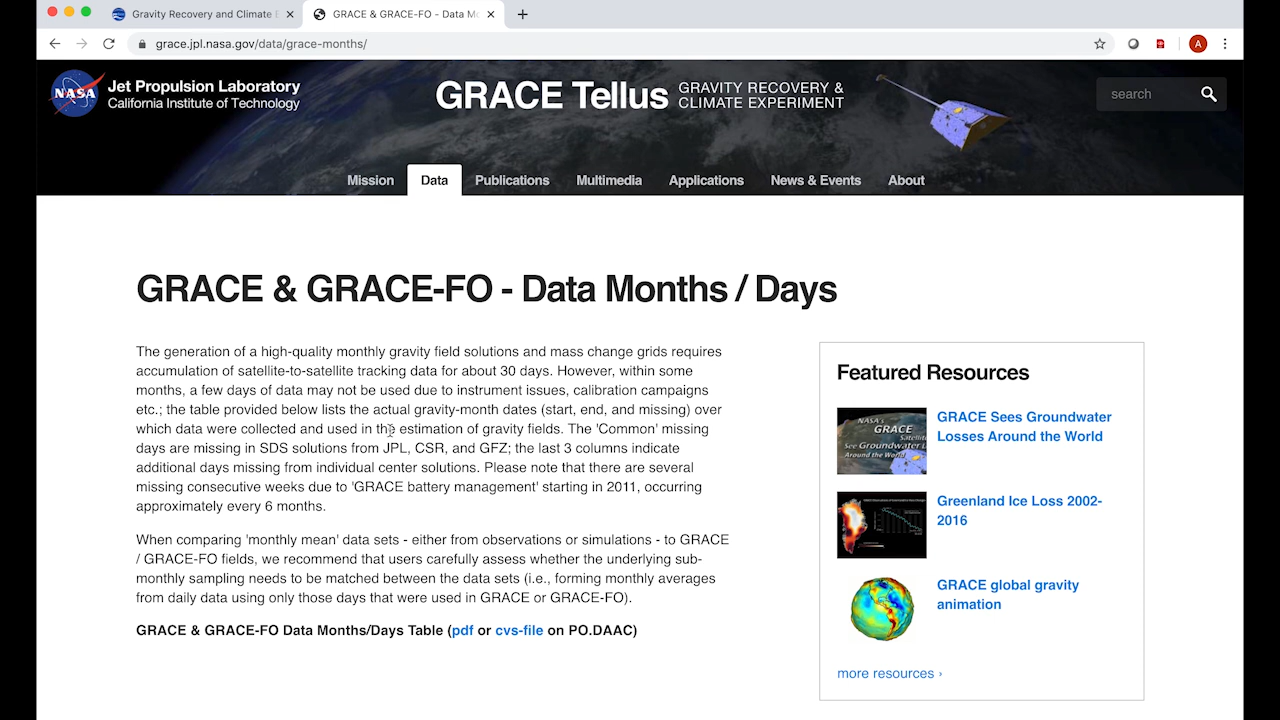 Gravity Recovery and Climate E
GRACE & GRACE-FO - Data Mo
grace.jpl.nasa.gov/data/grace-months/
A
NASA
Jet Propulsion Laboratory
California Institute of Technology
GRACE Tellus
GRAVITY RECOVERY &
CLIMATE EXPERIMENT
search
Mission
Data
Publications
Multimedia
Applications
News & Events
About
GRACE & GRACE-FO - Data Months / Days
The generation of a high-quality monthly gravity field solutions and mass change grids requires
accumulation of satellite-to-satellite tracking data for about 30 days. However, within some
months, a few days of data may not be used due to instrument issues, calibration campaigns
etc.; the table provided below lists the actual gravity-month dates (start, end, and missing) over
which data were collected and used in the estimation of gravity fields. The 'Common' missing
days are missing in SDS solutions from JPL, CSR, and GFZ; the last 3 columns indicate
additional days missing from individual center solutions. Please note that there are several
missing consecutive weeks due to 'GRACE battery management' starting in 2011, occurring
approximately every 6 months.
When comparing 'monthly mean' data sets - either from observations or simulations - to GRACE
/ GRACE-FO fields, we recommend that users carefully assess whether the underlying sub-
monthly sampling needs to be matched between the data sets (i.e., forming monthly averages
from daily data using only those days that were used in GRACE or GRACE-FO).
GRACE & GRACE-FO Data Months/Days Table (pdf or cvs-file on PO.DAAC)
Featured Resources
NASA's
GRACE
Satellite
See Groundwater L
Around the World
GRACE Sees Groundwater
Losses Around the World
Greenland Ice Loss 2002-
2016
GRACE global gravity
animation
more resources ›